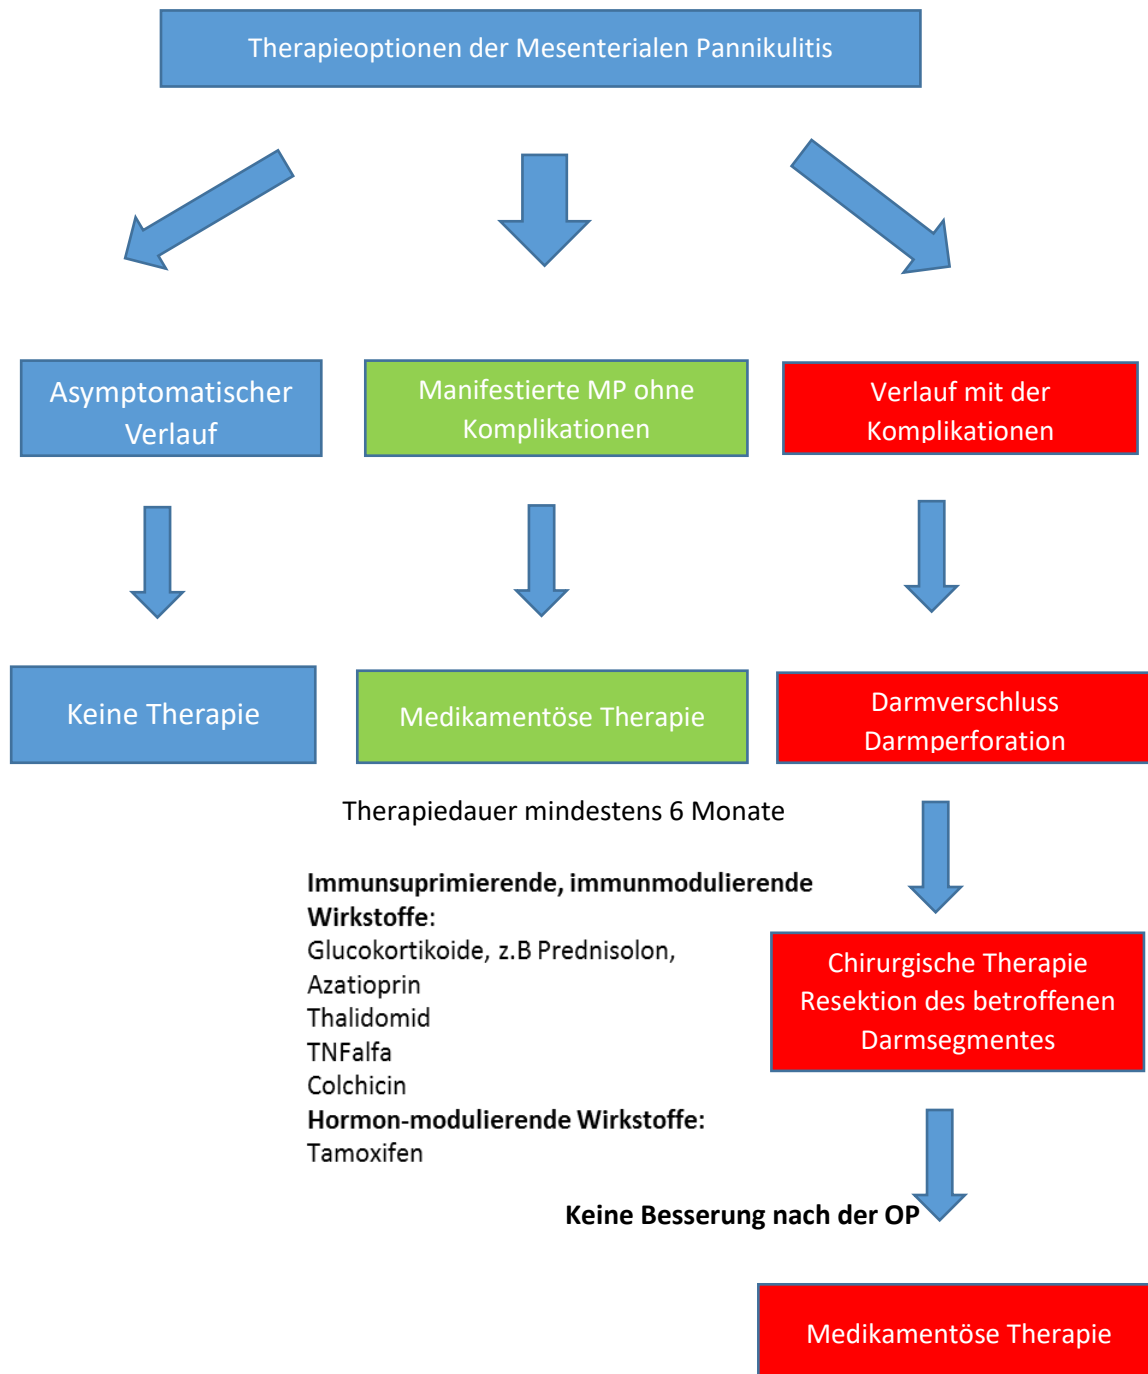 Therapieoptionen der Mesenterialen Pannikulitis
Asymptomatischer
Verlauf
Manifestierte MP ohne
Komplikationen
Verlauf mit der
Komplikationen
Keine Therapie
Medikamentöse Therapie
Darmverschluss
Darmperforation
Therapiedauer mindestens 6 Monate
Immunsuprimierende, immunmodulierende
Wirkstoffe:
Glucokortikoide, z.B Prednisolon,
Azatioprin
Thalidomid
TNFalfa
Colchicin
Hormon-modulierende Wirkstoffe:
Tamoxifen
Chirurgische Therapie
Resektion des betroffenen
Darmsegmentes
Keine Besserung nach der OP
Medikamentöse Therapie